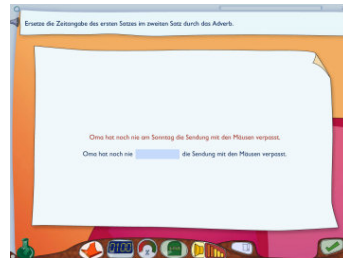 Ersetze die Zeitangabe des ersten Satzes im zweiten Satz durch das Adverb.
Oma hat noch nie am Sonntag die Sendung mit den Mäusen verpasst.
Oma hat noch nie die Sendung mit den Mäusen verpasst.
0100